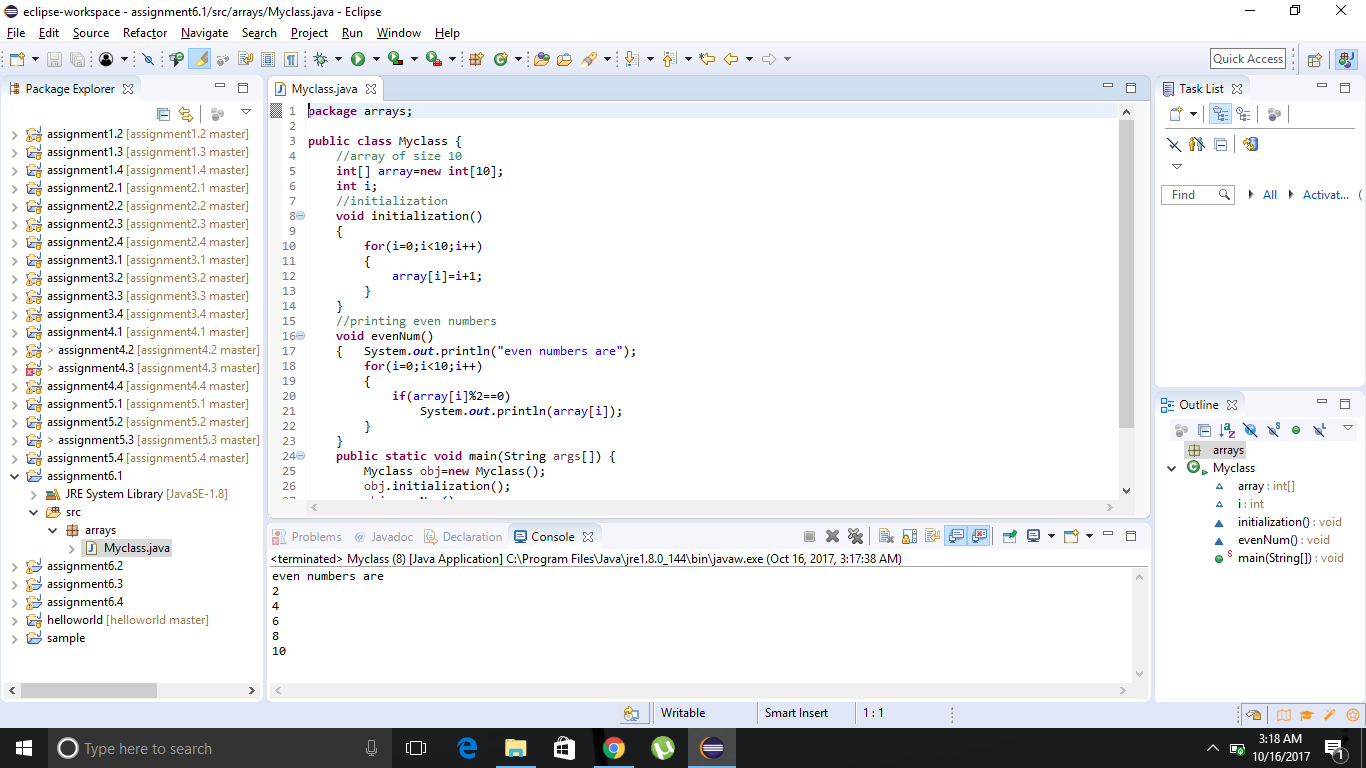 eclipse-workspace - assignment6.1/src/arrays/Myclass.java - Eclipse
File Edit Source Refactor Navigate Search Project Run Window Help
Quick Access
Package Explorer
assignment1.2 [assignment1.2 master]
assignment1.3 [assignment1.3 master]
assignment1.4 [assignment1.4 master]
assignment2.1 [assignment2.1 master]
assignment2.2 [assignment2.2 master]
assignment2.3 [assignment2.3 master]
assignment2.4 [assignment2.4 master]
assignment3.1 [assignment3.1 master]
assignment3.2 [assignment3.2 master]
assignment3.3 [assignment3.3 master]
assignment3.4 [assignment3.4 master]
assignment4.1 [assignment4.1 master]
> assignment4.2 [assignment4.2 master]
> assignment4.3 [assignment4.3 master]
assignment4.4 [assignment4.4 master]
assignment5.1 [assignment5.1 master]
assignment5.2 [assignment5.2 master]
> assignment5.3 [assignment5.3 master]
assignment5.4 [assignment5.4 master]
assignment6.1
JRE System Library [JavaSE-1.8]
src
arrays
Myclass.java
assignment6.2
assignment6.3
assignment6.4
helloworld [helloworld master]
sample
Myclass.java
1 package arrays;
2
3 public class Myclass {
4 //array of size 10
5 int[] array=new int[10];
6 int i;
7 //initialization
8 void initialization()
9 {
10 for(i=0;i<10;i++)
11 {
12 array[i]=i+1;
13 }
14 }
15 //printing even numbers
16 void evenNum()
17 { System.out.println("even numbers are");
18 for(i=0;i<10;i++)
19 {
20 if(array[i]%2==0)
21 System.out.println(array[i]);
22 }
23 }
24 public static void main(String args[]) {
25 Myclass obj=new Myclass();
26 obj.initialization();
Problems @ Javadoc Declaration Console
<terminated> Myclass (8) [Java Application] C:\Program Files\Java\jre1.8.0_144\bin\javaw.exe (Oct 16, 2017, 3:17:38 AM)
even numbers are
2
4
6
8
10
Task List
Find All Activat...
Outline
arrays
Myclass
array : int[]
i : int
initialization() : void
evenNum() : void
main(String[]) : void
Writable Smart Insert 1 : 1
Type here to search
3:18 AM
10/16/2017
1